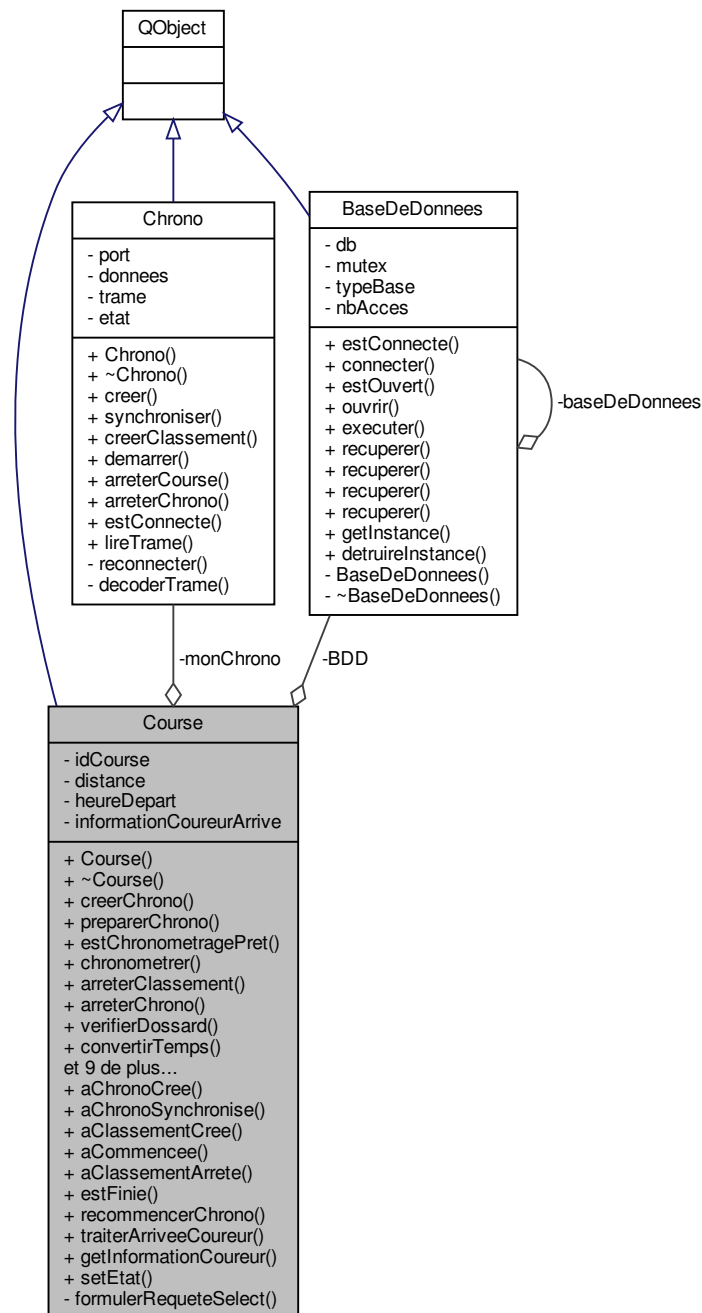 QObject
Chrono
- port
- donnees
- trame
- etat
+ Chrono()
+ ~Chrono()
+ creer()
+ synchroniser()
+ creerClassement()
+ demarrer()
+ arreterCourse()
+ arreterChrono()
+ estConnecte()
+ lireTrame()
- reconnecter()
- decoderTrame()
BaseDeDonnees
- db
- mutex
- typeBase
- nbAcces
+ estConnecte()
+ connecter()
+ estOuvert()
+ ouvrir()
+ executer()
+ recuperer()
+ recuperer()
+ recuperer()
+ recuperer()
+ getInstance()
+ detruireInstance()
- BaseDeDonnees()
- ~BaseDeDonnees()
-baseDeDonnees
-monChrono
-BDD
Course
- idCourse
- distance
- heureDepart
- informationCoureurArrive
+ Course()
+ ~Course()
+ creerChrono()
+ preparerChrono()
+ estChronometragePret()
+ chronometrer()
+ arreterClassement()
+ arreterChrono()
+ verifierDossard()
+ convertirTemps()
et 9 de plus...
+ aChronoCree()
+ aChronoSynchronise()
+ aClassementCree()
+ aCommencee()
+ aClassementArrete()
+ estFinie()
+ recommencerChrono()
+ traiterArriveeCoureur()
+ getInformationCoureur()
+ setEtat()
- formulerRequeteSelect()